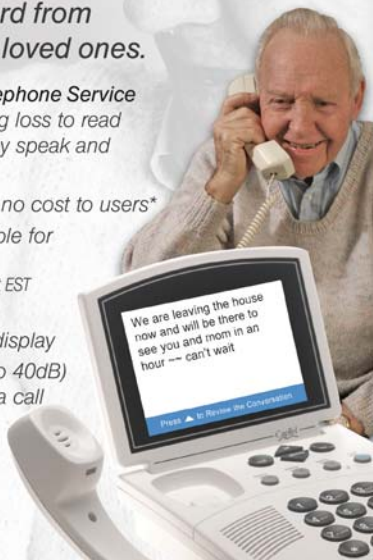 rd from
loved ones.
ephone Service
g loss to read
y speak and
no cost to users*
ble for
EST
display
o 40dB)
a call
We are leaving the house
now and will be there to
see you and mom in an
hour ~~ can't wait
Press ▲ to Review the Conversation
CapTel